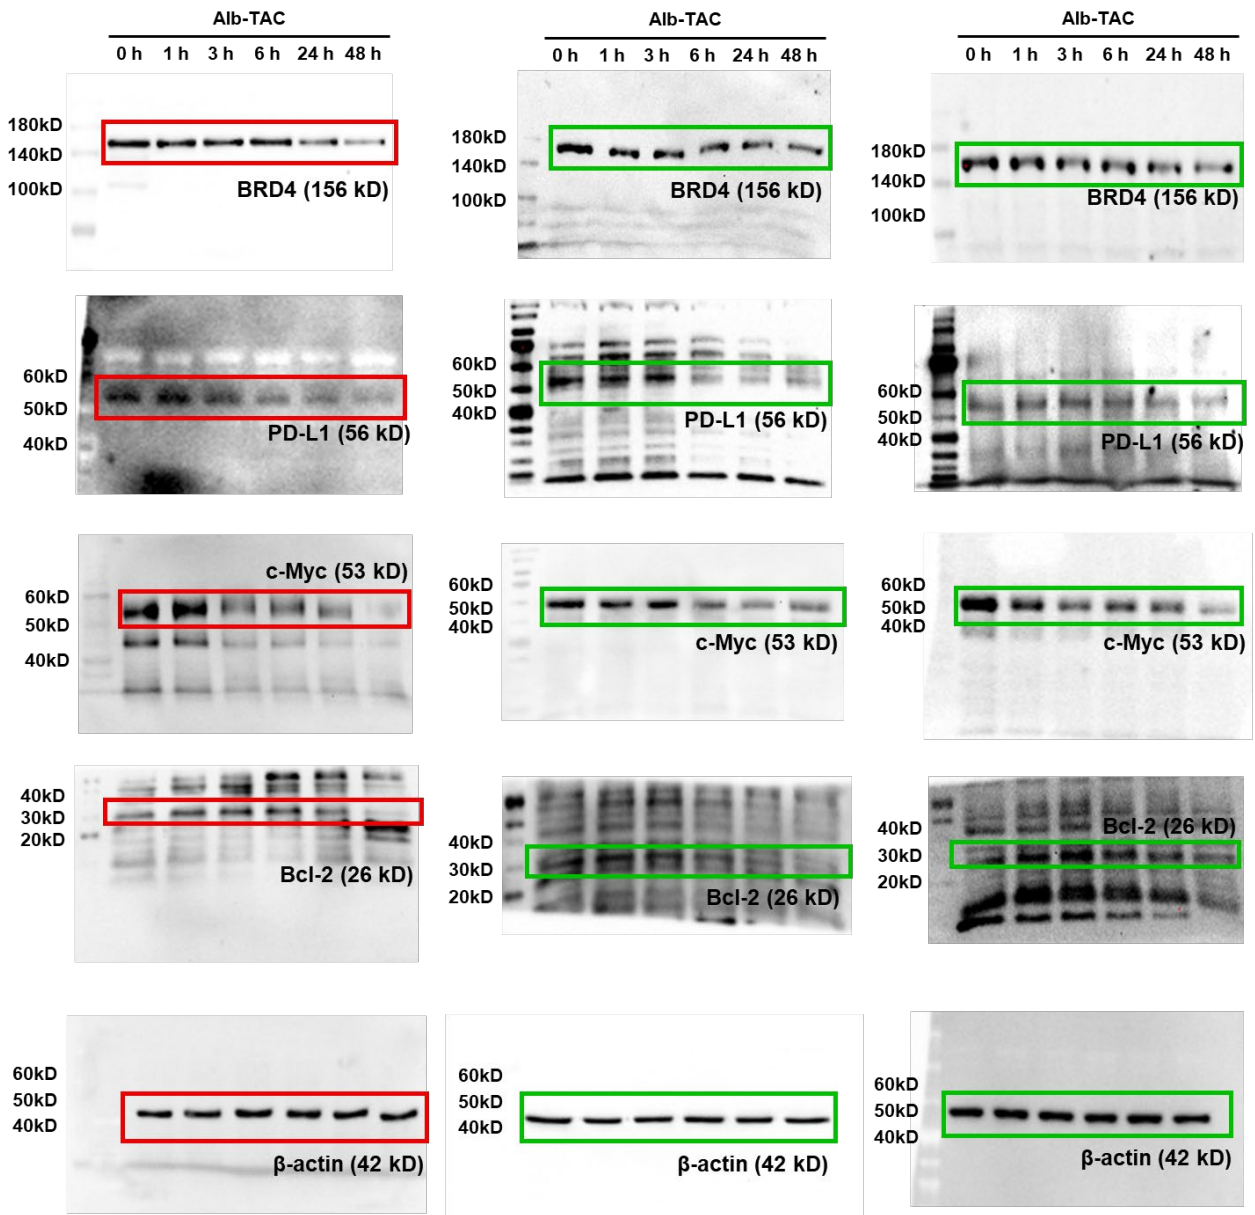 Alb-TAC Alb-TAC Alb-TAC
0 h 1 h 3 h 6 h 24 h 48 h 0 h 1 h 3 h 6 h 24 h 48 h 0 h 1 h 3 h 6 h 24 h 48 h
180kD 180kD 180kD
140kD 140kD 140kD
100kD 100kD 100kD
BRD4 (156 kD) BRD4 (156 kD) BRD4 (156 kD)
60kD 60kD 60kD
50kD 50kD 50kD
40kD 40kD 40kD
PD-L1 (56 kD) PD-L1 (56 kD) PD-L1 (56 kD)
c-Myc (53 kD)
60kD 60kD 60kD
50kD 50kD 50kD
40kD 40kD 40kD
c-Myc (53 kD) c-Myc (53 kD)
40kD 40kD 40kD
30kD 30kD 30kD
20kD 20kD 20kD
Bcl-2 (26 kD) Bcl-2 (26 kD) Bcl-2 (26 kD)
60kD 60kD 60kD
50kD 50kD 50kD
40kD 40kD 40kD
β-actin (42 kD) β-actin (42 kD) β-actin (42 kD)